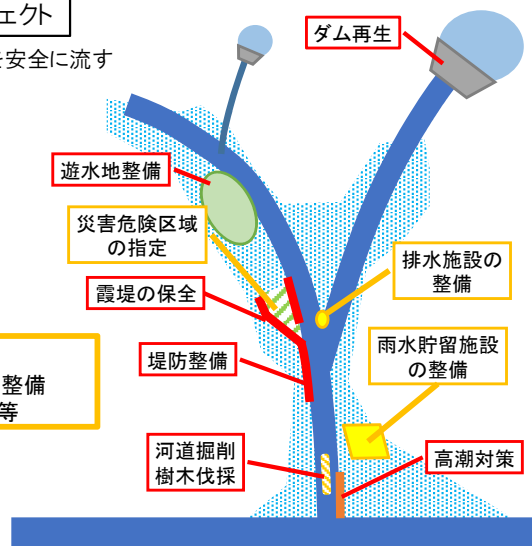 ェクト
を安全に流す
ダム再生
遊水地整備
災害危険区域
の指定
霞堤の保全
排水施設の
整備
雨水貯留施設
の整備
堤防整備
整備
等
河道掘削
樹木伐採
高潮対策